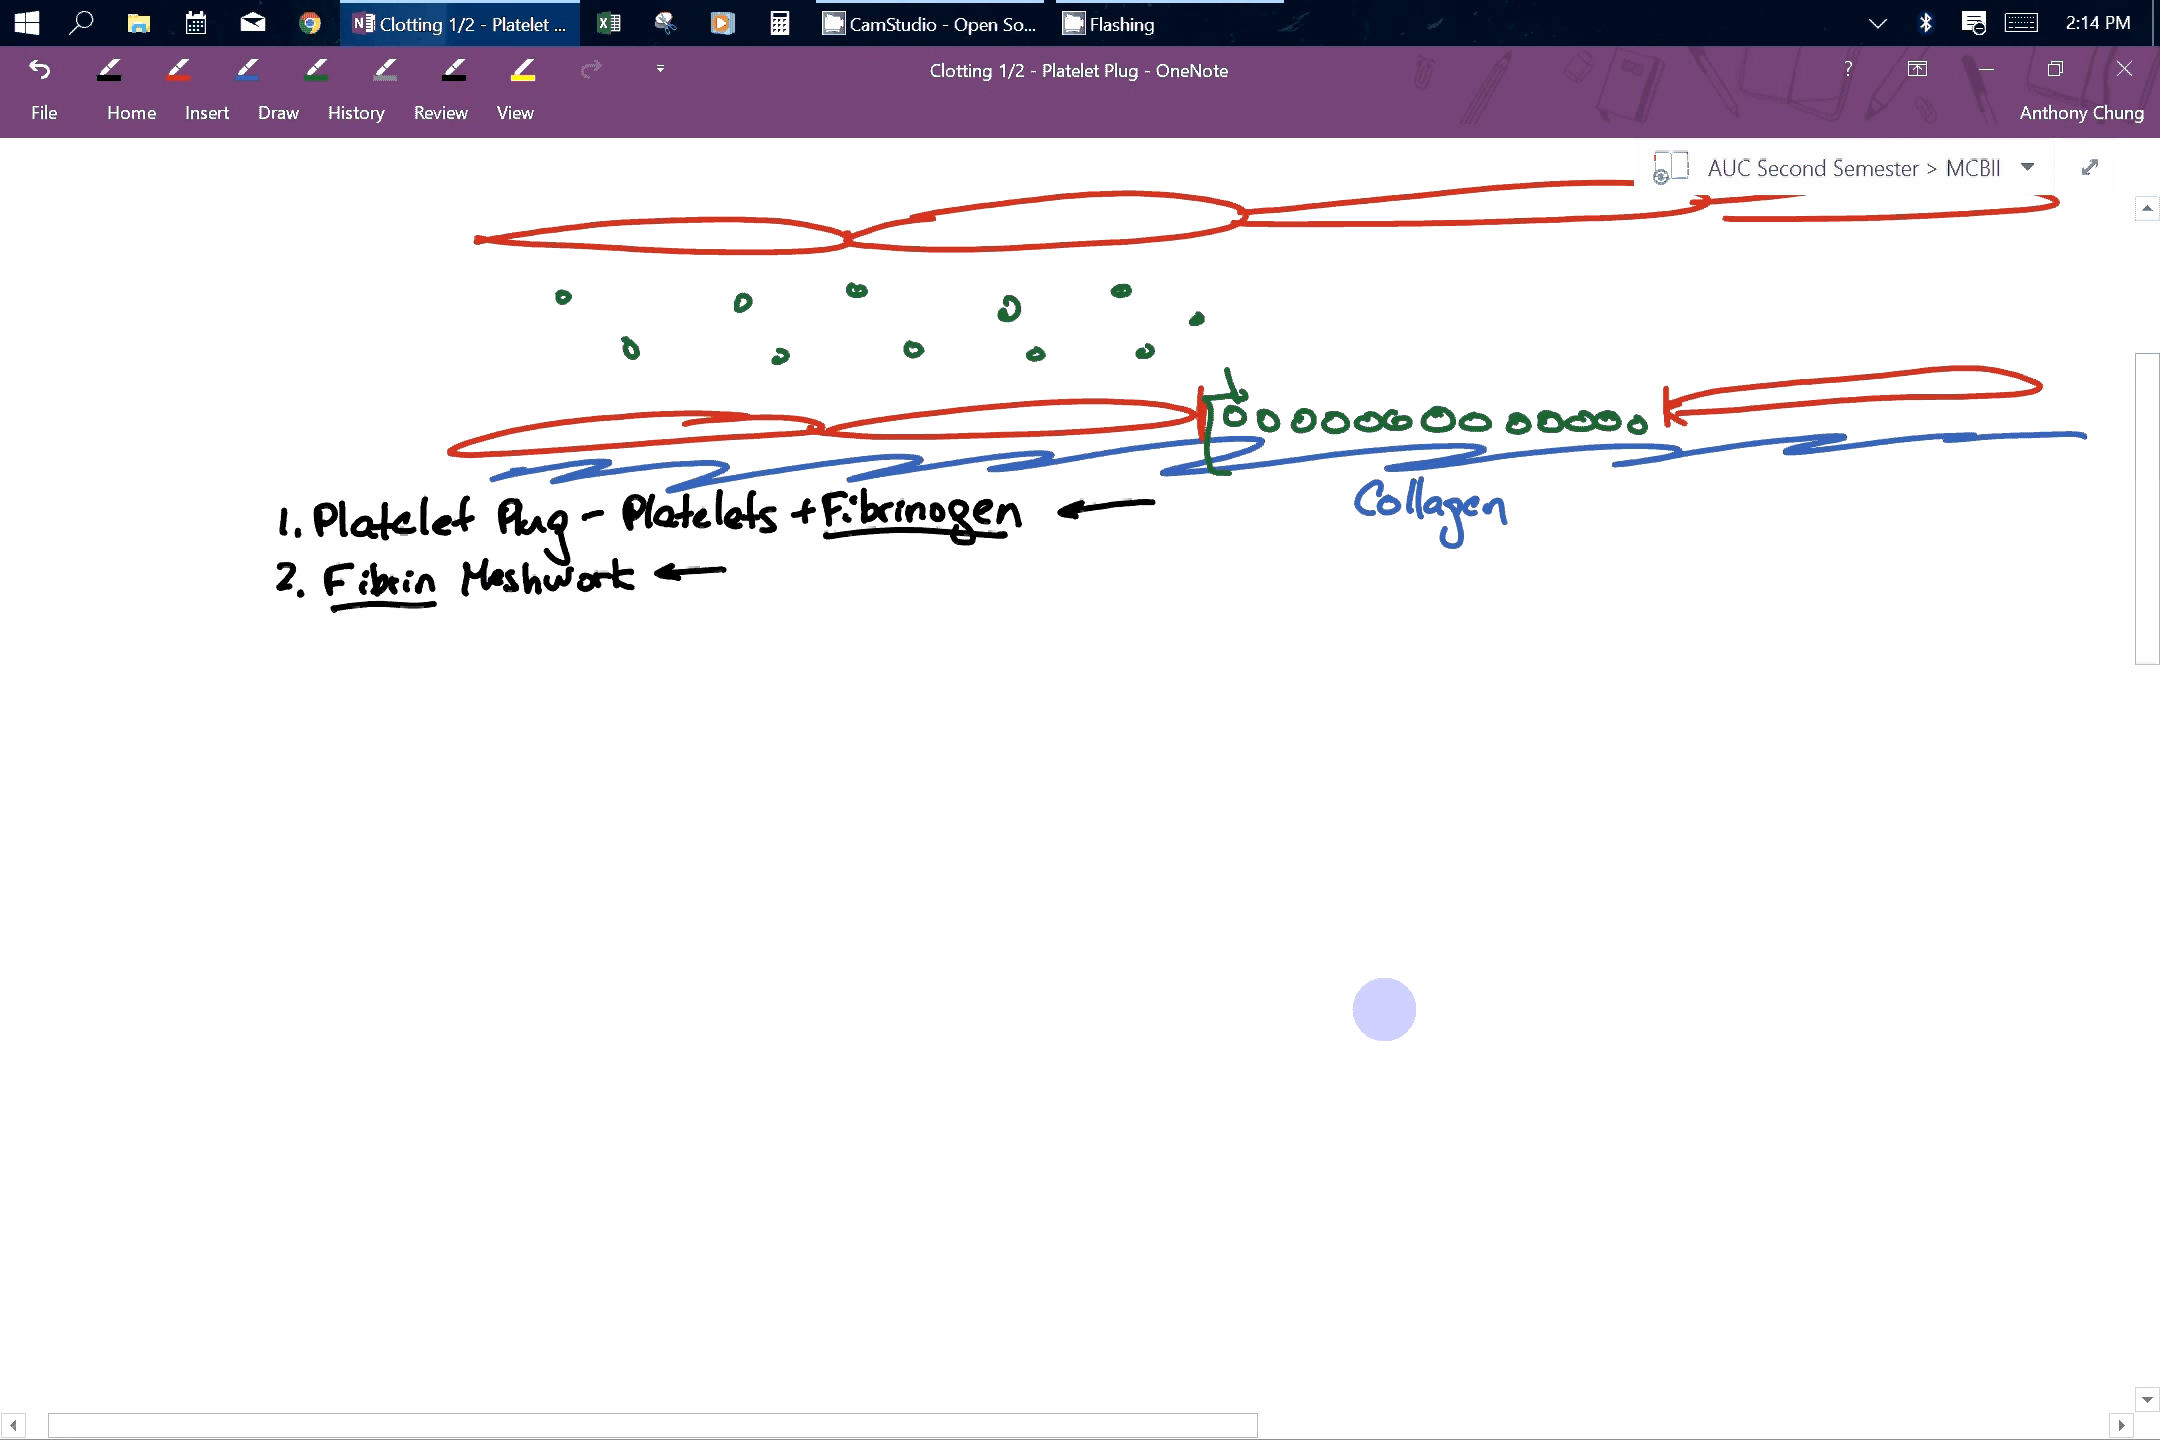 Clotting 1/2 - Platelet ...
CamStudio - Open So...
Flashing
2:14 PM
Clotting 1/2 - Platelet Plug - OneNote
File Home Insert Draw History Review View
Anthony Chung
AUC Second Semester > MCBII
1. Platelet Plug - Platelets + Fibrinogen ←
Collagen
2. Fibrin Meshwork ←